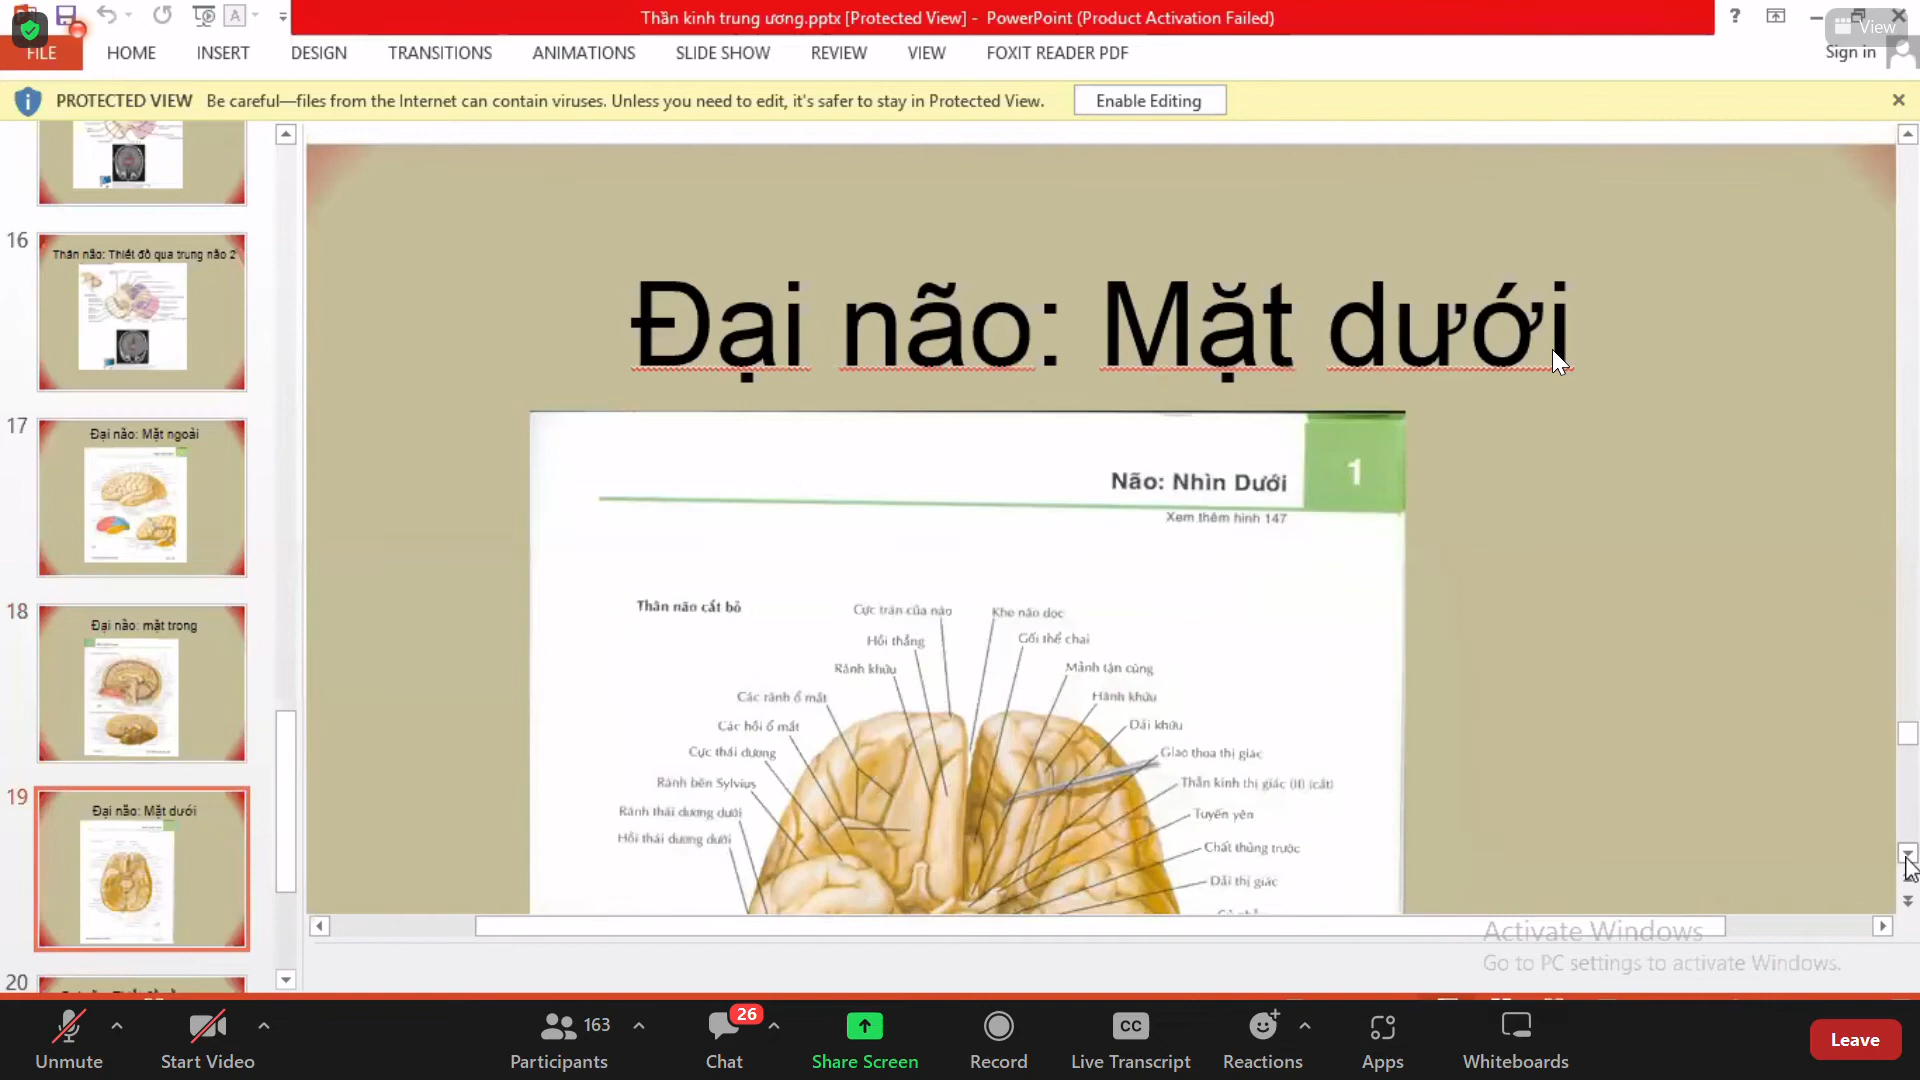 Thần kinh trung ương.pptx [Protected View] - PowerPoint (Product Activation Failed)
View
FILE HOME INSERT DESIGN TRANSITIONS ANIMATIONS SLIDE SHOW REVIEW VIEW FOXIT READER PDF Sign in
PROTECTED VIEW Be careful—files from the Internet can contain viruses. Unless you need to edit, it's safer to stay in Protected View. Enable Editing
16
Thân não: Thiết đồ qua trung não 2
17
Đại não: Mặt ngoài
18
Đại não: mặt trong
19
Đại não: Mặt dưới
20
Đại não: Mặt dưới
1
Não: Nhìn Dưới
Xem thêm hình 147
Thân não cắt bỏ
Cực trán của não
Khe não dọc
Hồi thẳng
Gối thể chai
Rãnh khứu
Mảnh tận cùng
Các rãnh ổ mắt
Hành khứu
Các hồi ổ mắt
Dải khứu
Cực thái dương
Giao thoa thị giác
Rãnh bên Sylvius
Thần kinh thị giác (II) (cắt)
Rãnh thái dương dưới
Tuyến yên
Hồi thái dương dưới
Chất thủng trước
Dải thị giác
Activate Windows
Go to PC settings to activate Windows.
Unmute
Start Video
163
Participants
26
Chat
Share Screen
Record
CC
Live Transcript
Reactions
Apps
Whiteboards
Leave